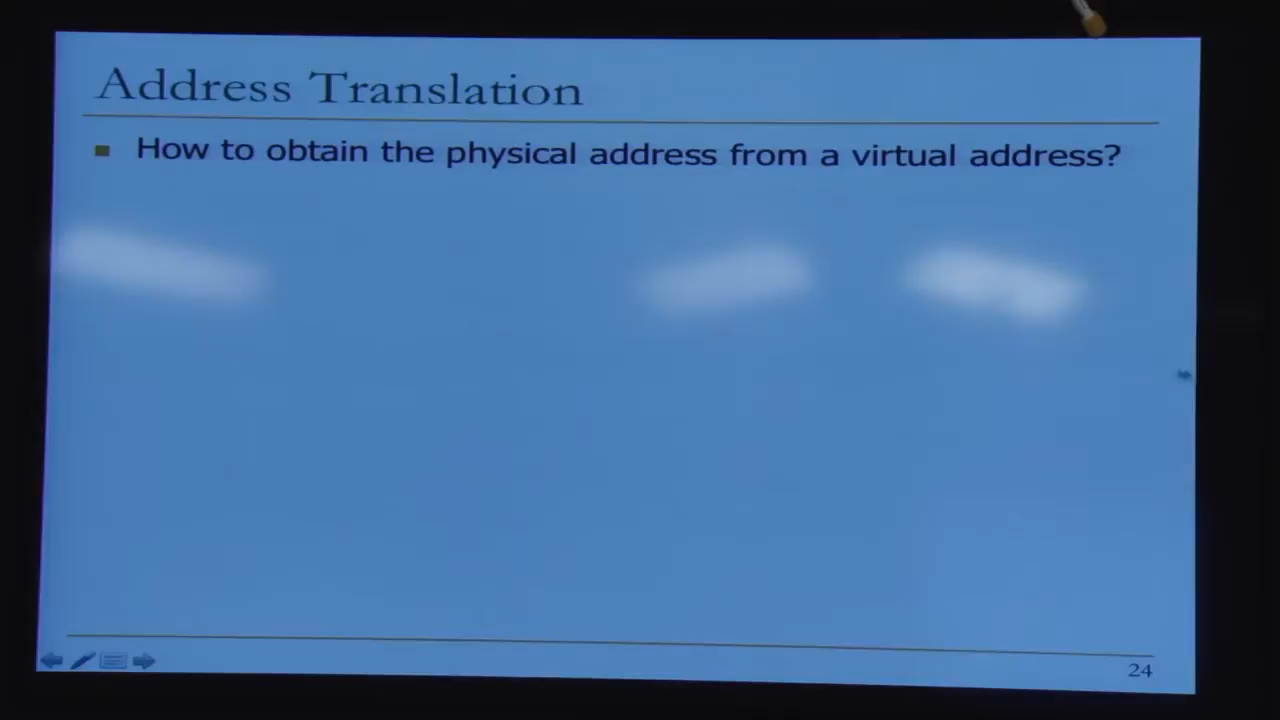 Address Translation
How to obtain the physical address from a virtual address?
24